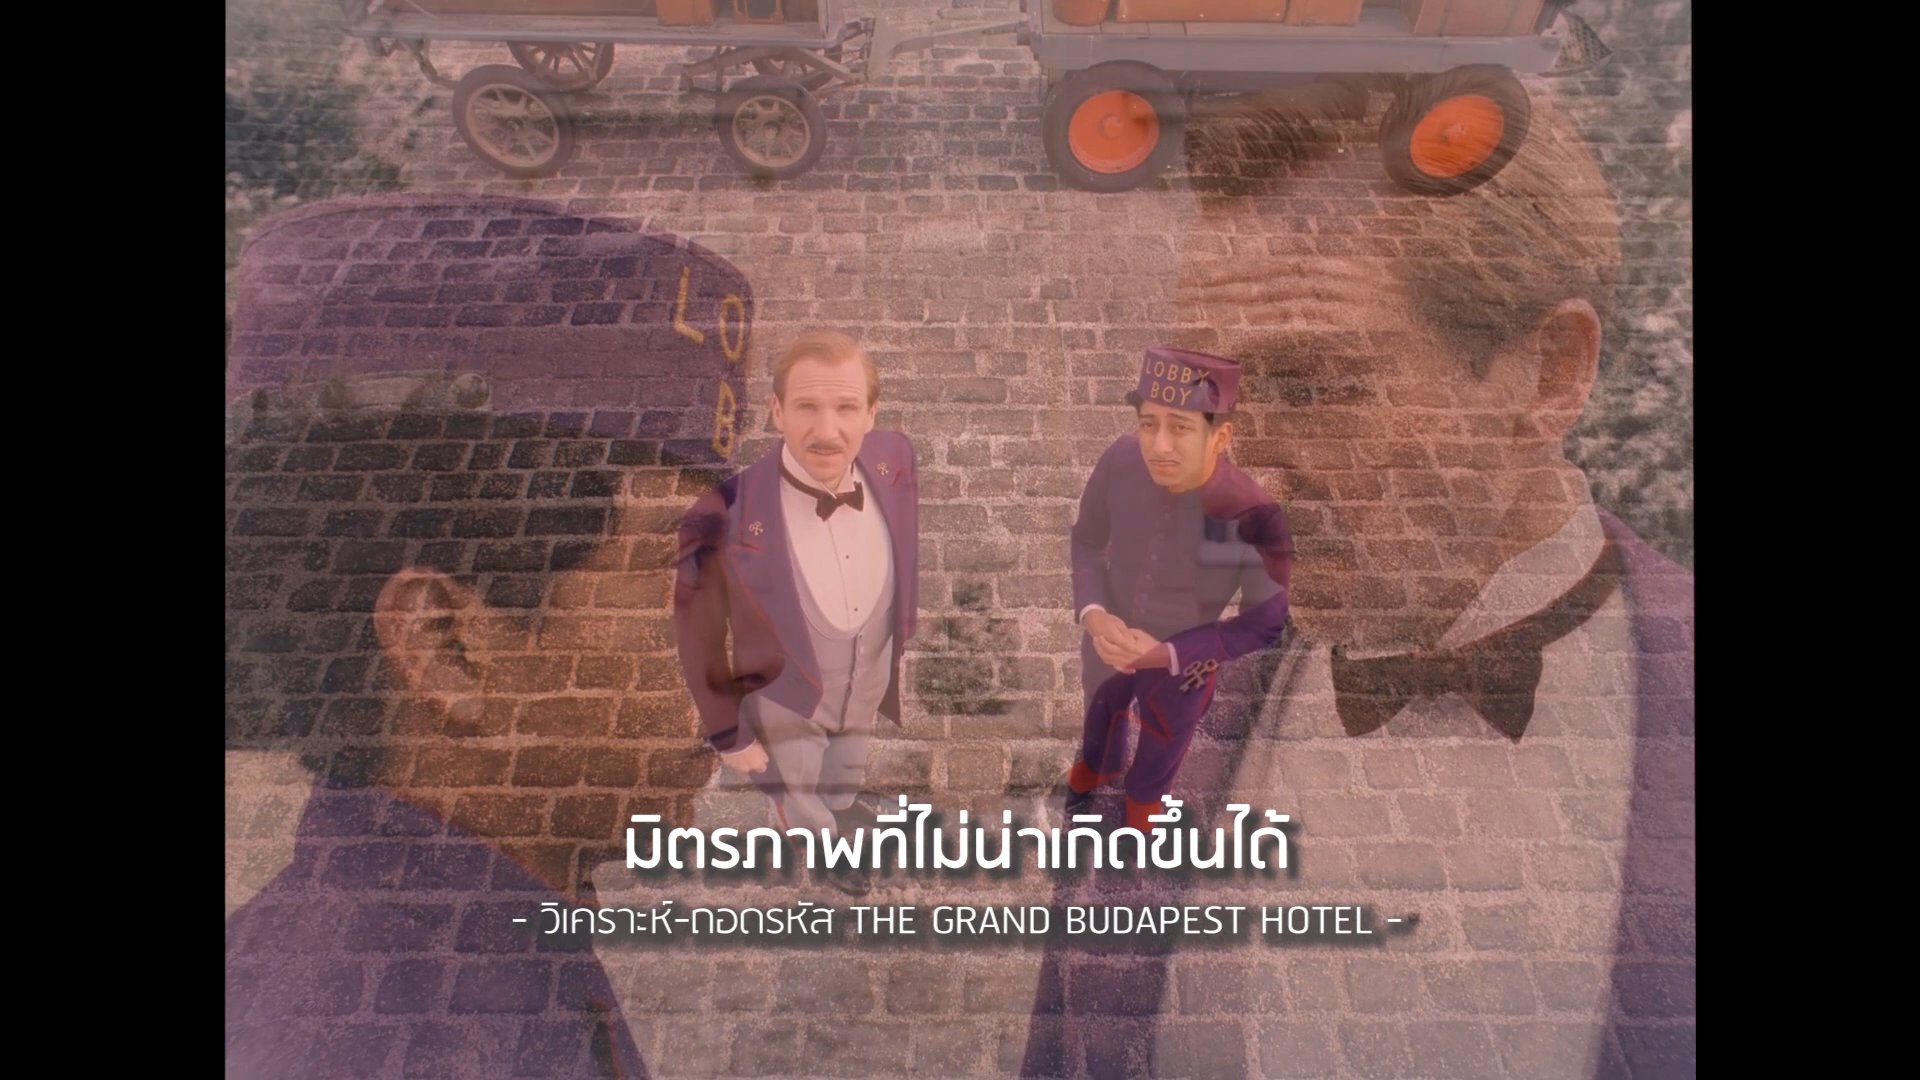 LOB
LOBBY
BOY
มิตรภาพที่ไม่น่าเกิดขึ้นได้
- วิเคราะห์-ถอดรหัส THE GRAND BUDAPEST HOTEL -